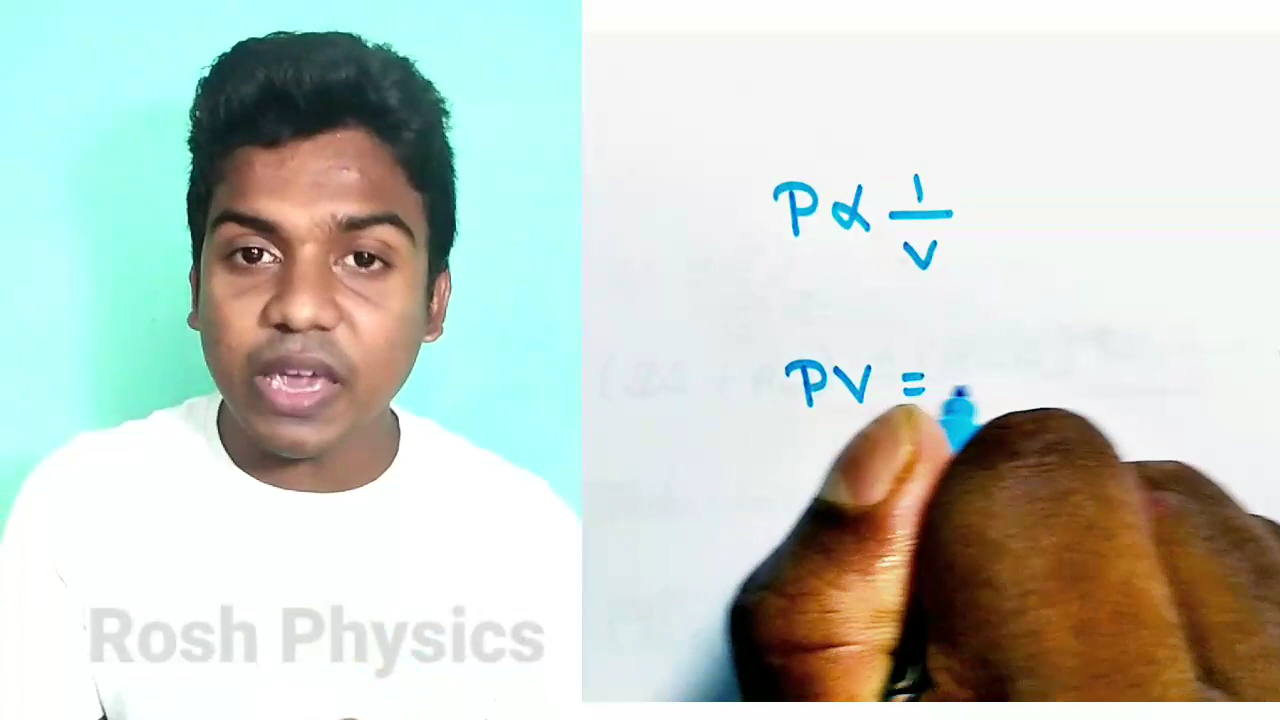 P ∝ 1/V
PV =
Rosh Physics